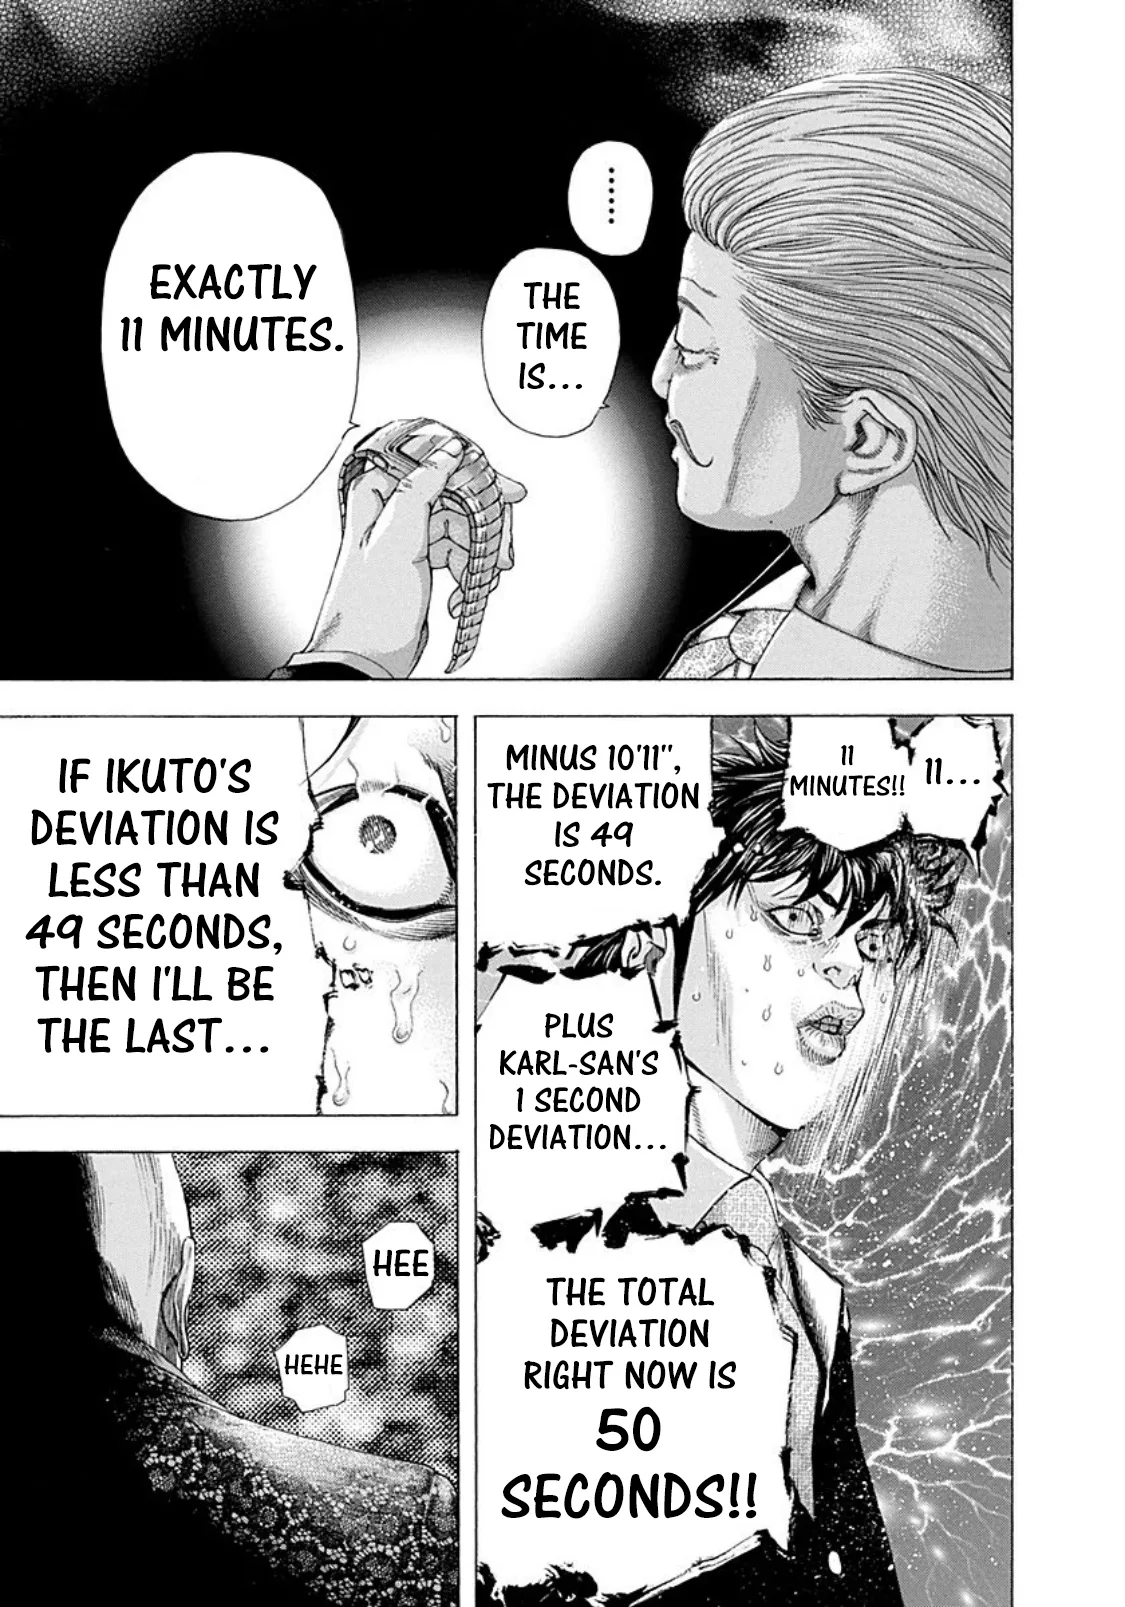 ........
THE
TIME
IS...
EXACTLY
11 MINUTES.
11...
11
MINUTES!!
MINUS 10'11",
THE DEVIATION
IS 49
SECONDS.
PLUS
KARL-SAN'S
1 SECOND
DEVIATION...
THE TOTAL
DEVIATION
RIGHT NOW IS
50
SECONDS!!
IF IKUTO'S
DEVIATION IS
LESS THAN
49 SECONDS,
THEN I'LL BE
THE LAST...
HEE
HEHE